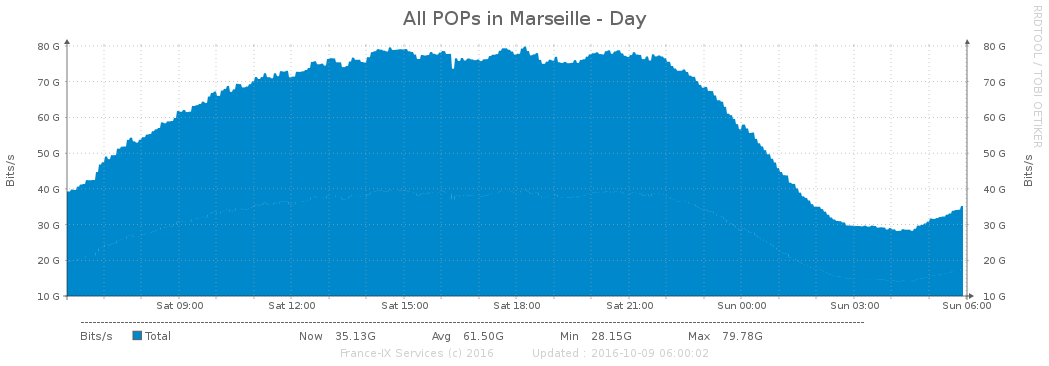 All POPs in Marseille - Day
RRDTOOL / TOBI OETIKER
Bits/s
80 G 80 G
70 G 70 G
60 G 60 G
50 G 50 G
40 G 40 G
30 G 30 G
20 G 20 G
10 G 10 G
Bits/s
Sat 09:00 Sat 12:00 Sat 15:00 Sat 18:00 Sat 21:00 Sun 00:00 Sun 03:00 Sun 06:00
Bits/s Total Now 35.13G Avg 61.50G Min 28.15G Max 79.78G
France-IX Services (c) 2016 Updated : 2016-10-09 06:00:02